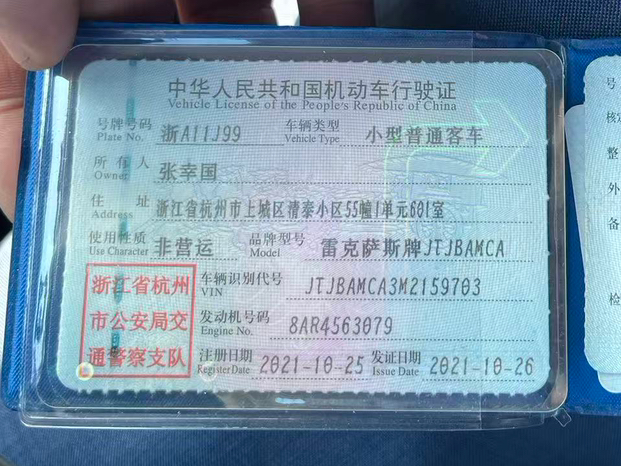 中华人民共和国机动车行驶证
Vehicle License of the People's Republic of China
号牌号码 浙A11J99 车辆类型 小型普通客车
Plate No. Vehicle Type
所有人 张幸国
Owner
住址 浙江省杭州市上城区清泰小区55幢1单元601室
Address
使用性质 非营运 品牌型号 雷克萨斯牌JTJBAMCA
Use Character Model
浙江省杭州
市公安局交
通警察支队
车辆识别代号 JTJBAMCA3M2159703
VIN
发动机号码 8AR4563079
Engine No.
注册日期 2021-10-25 发证日期 2021-10-26
Register Date Issue Date
号
核定
整
外
备
检